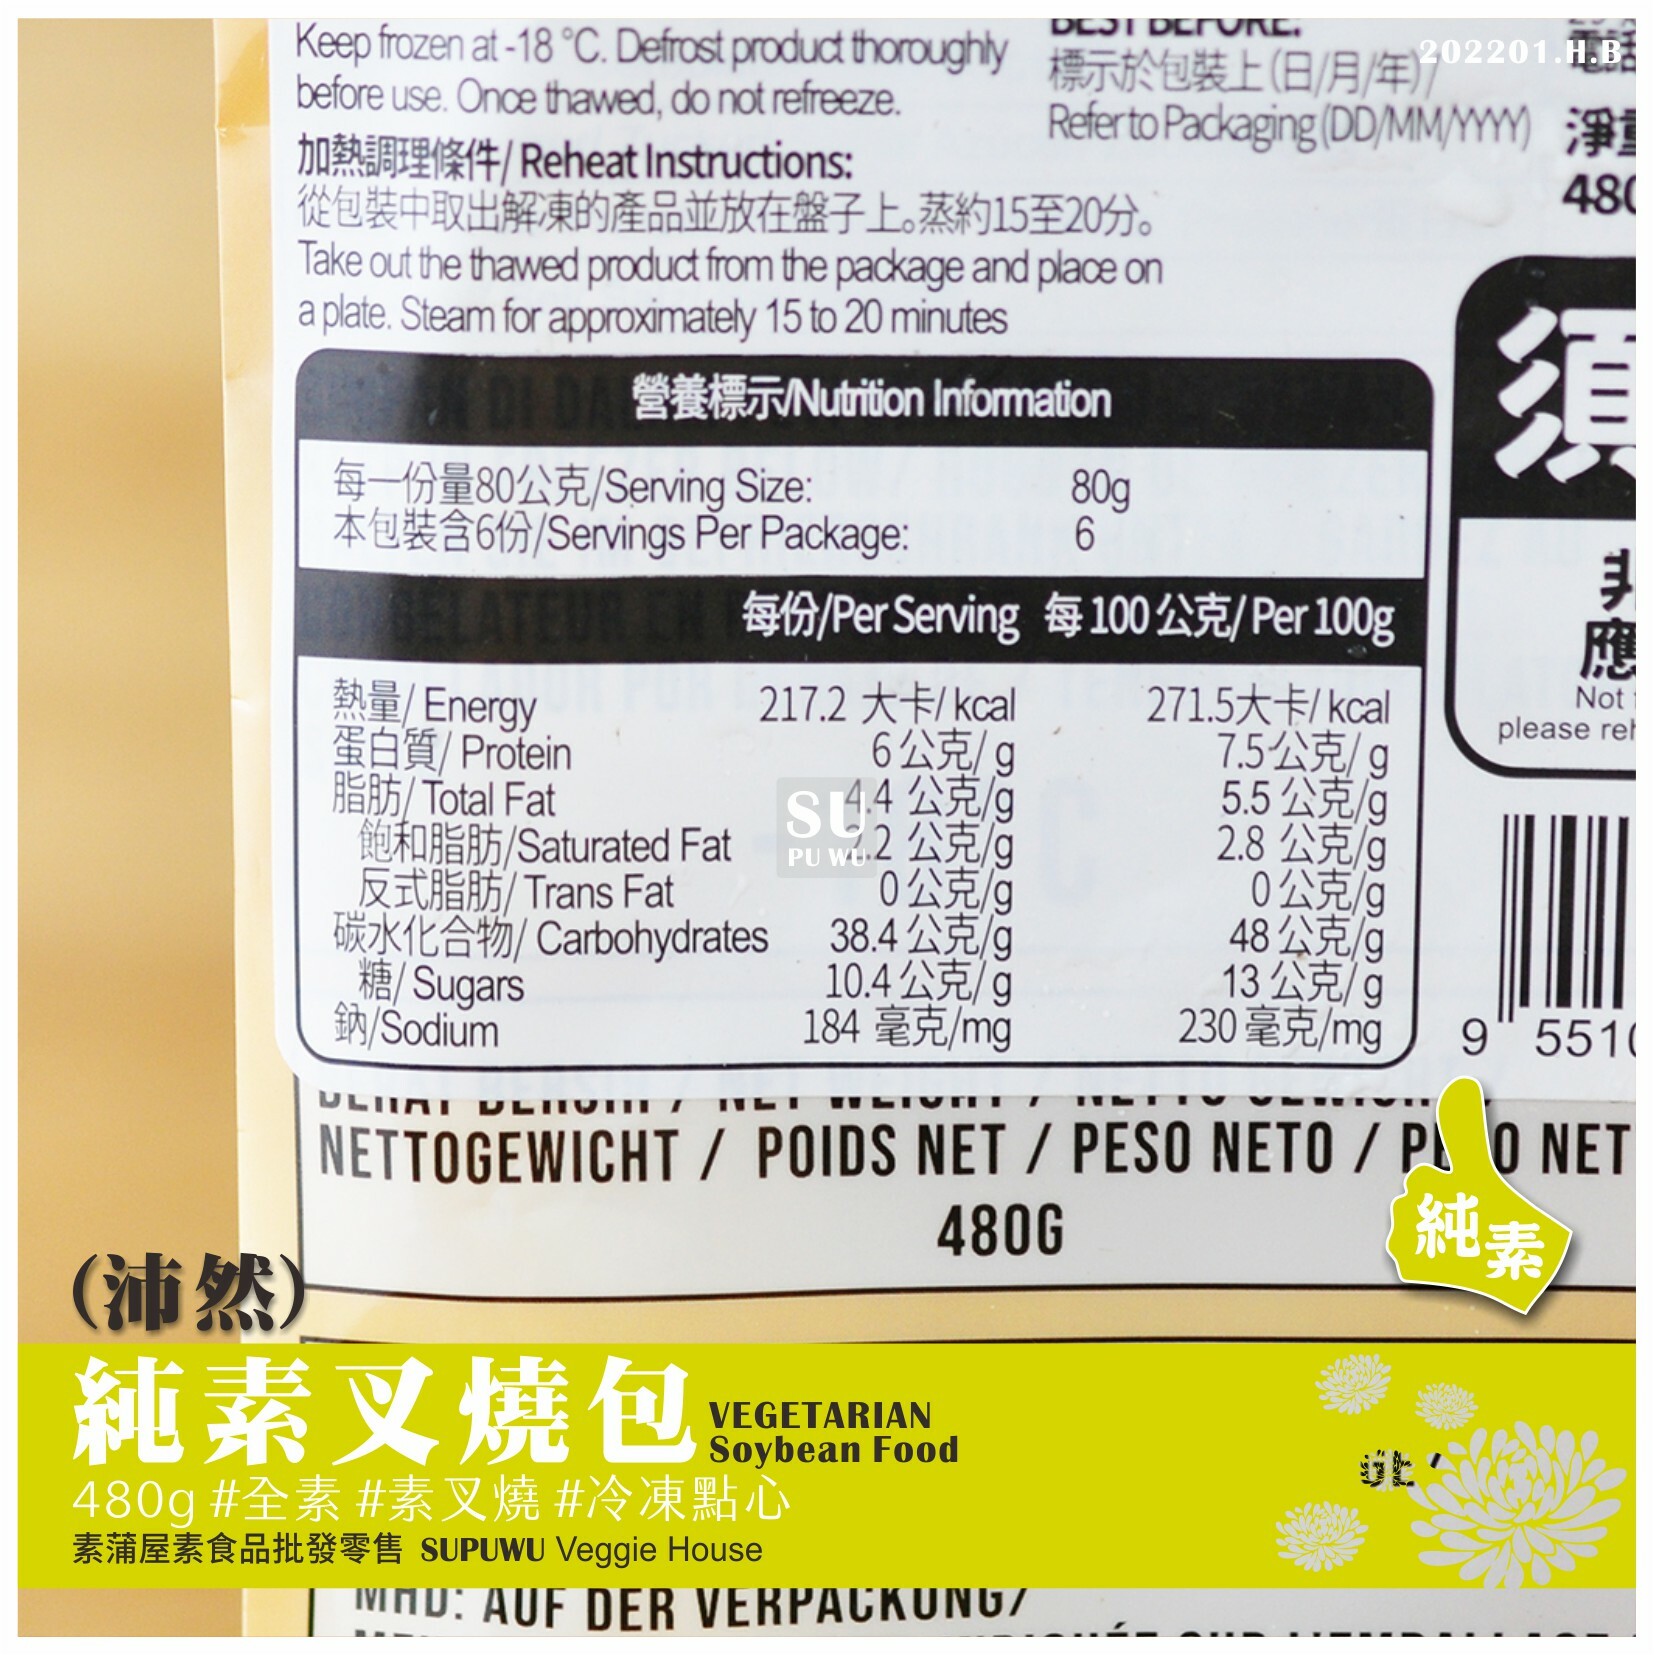 Keep frozen at -18 °C. Defrost product thoroughly
before use. Once thawed, do not refreeze.
加熱調理條件/ Reheat Instructions:
從包裝中取出解凍的產品並放在盤子上。蒸約15至20分。
Take out the thawed product from the package and place on
a plate. Steam for approximately 15 to 20 minutes
BEST BEFORE:
標示於包裝上(日/月/年)/
Refer to Packaging (DD/MM/YYYY)
202201.H.B
電話
淨重
480
營養標示/Nutrition Information
每一份量80公克/Serving Size: 80g
本包裝含6份/Servings Per Package: 6
每份/Per Serving 每 100 公克/ Per 100g
熱量/ Energy 217.2 大卡/ kcal 271.5大卡/ kcal
蛋白質/ Protein 6 公克/ g 7.5 公克/ g
脂肪/ Total Fat 4.4 公克/g 5.5 公克/g
飽和脂肪/Saturated Fat 2.2 公克/g 2.8 公克/g
反式脂肪/ Trans Fat 0 公克/g 0 公克/g
碳水化合物/ Carbohydrates 38.4 公克/g 48 公克/g
糖/ Sugars 10.4 公克/ g 13 公克/ g
鈉/Sodium 184 毫克/mg 230 毫克/mg
SU
PU WU
須
應
Not
please reh
9 5510
NETTOGEWICHT / POIDS NET / PESO NETO / PESO NET
480G
純素
(沛然)
純素叉燒包
VEGETARIAN
Soybean Food
480g #全素 #素叉燒 #冷凍點心
素蒲屋素食品批發零售 SUPUWU Veggie House
MHD: AUF DER VERPACKUNG/